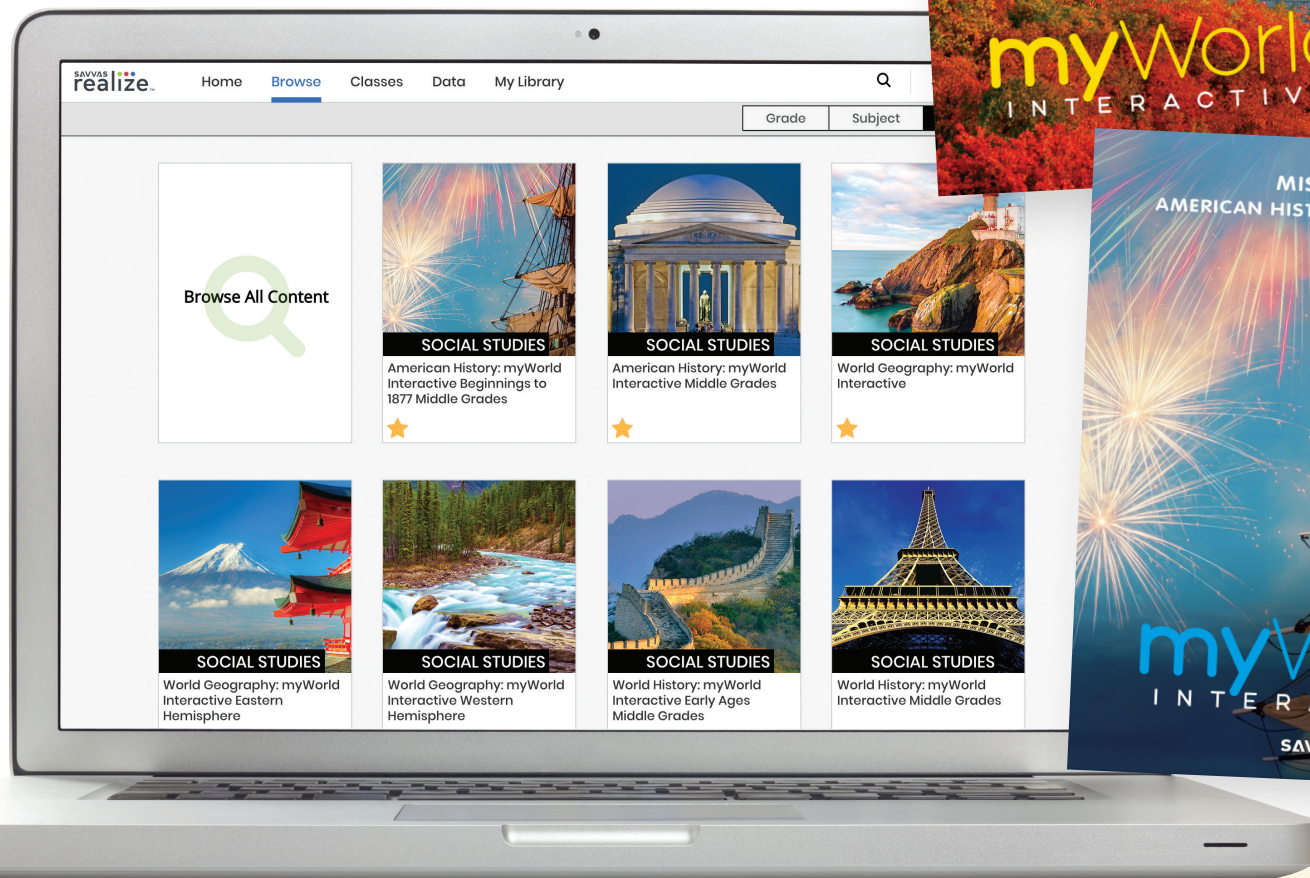 SAVVAS
realize™
Home Browse Classes Data My Library
Grade Subject
Browse All Content
SOCIAL STUDIES
American History: myWorld
Interactive Beginnings to
1877 Middle Grades
SOCIAL STUDIES
American History: myWorld
Interactive Middle Grades
SOCIAL STUDIES
World Geography: myWorld
Interactive
SOCIAL STUDIES
World Geography: myWorld
Interactive Eastern
Hemisphere
SOCIAL STUDIES
World Geography: myWorld
Interactive Western
Hemisphere
SOCIAL STUDIES
World History: myWorld
Interactive Early Ages
Middle Grades
SOCIAL STUDIES
World History: myWorld
Interactive Middle Grades
myWorl
INTERACTIV
AMERICAN HIST
my
INTER